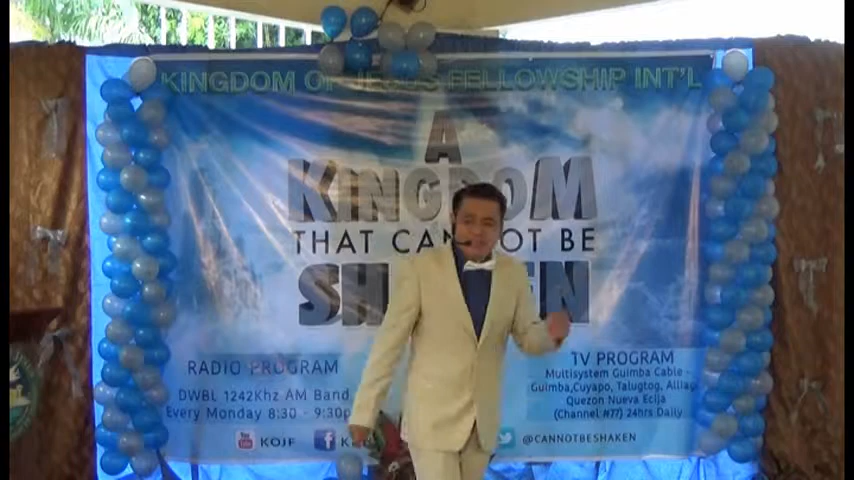 KINGDOM OF JESUS FELLOWSHIP INT'L
A
KINGDOM
THAT CANNOT BE
SHAKEN
RADIO PROGRAM
DWBL 1242Khz AM Band
Every Monday 8:30 - 9:30p
KOJF
TV PROGRAM
Multisystem Guimba Cable -
Guimba,Cuyapo, Talugtog, Alliag
Quezon Nueva Ecija
(Channel #77) 24hrs Daily
@CANNOTBESHAKEN